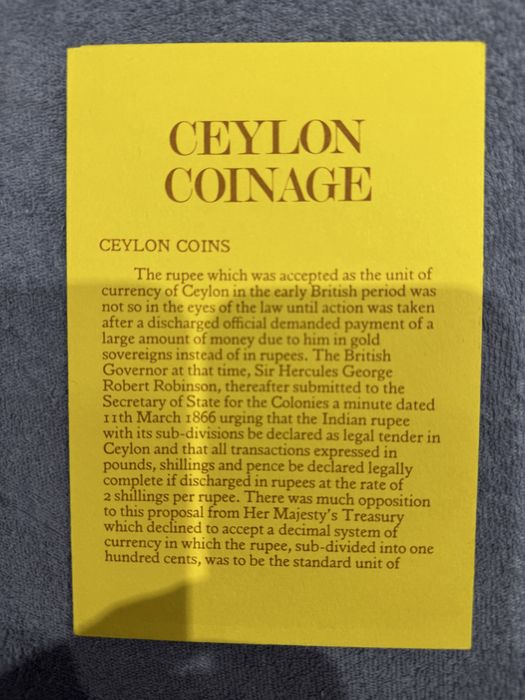 CEYLON
COINAGE
CEYLON COINS
The rupee which was accepted as the unit of
currency of Ceylon in the early British period was
not so in the eyes of the law until action was taken
after a discharged official demanded payment of a
large amount of money due to him in gold
sovereigns instead of in rupees. The British
Governor at that time, Sir Hercules George
Robert Robinson, thereafter submitted to the
Secretary of State for the Colonies a minute dated
11th March 1866 urging that the Indian rupee
with its sub-divisions be declared as legal tender in
Ceylon and that all transactions expressed in
pounds, shillings and pence be declared legally
complete if discharged in rupees at the rate of
2 shillings per rupee. There was much opposition
to this proposal from Her Majesty's Treasury
which declined to accept a decimal system of
currency in which the rupee, sub-divided into one
hundred cents, was to be the standard unit of